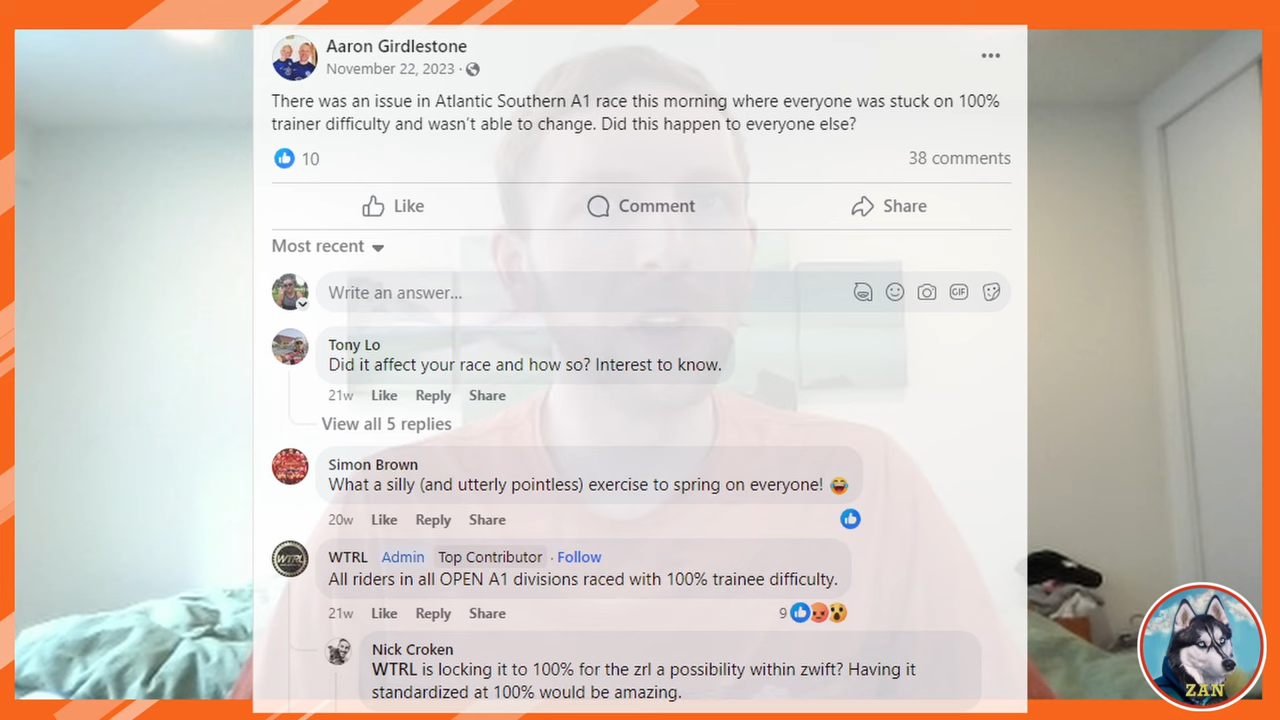 Aaron Girdlestone
November 22, 2023 ·
There was an issue in Atlantic Southern A1 race this morning where everyone was stuck on 100%
trainer difficulty and wasn't able to change. Did this happen to everyone else?
10
38 comments
Like
Comment
Share
Most recent
Write an answer...
GIF
Tony Lo
Did it affect your race and how so? Interest to know.
21w Like Reply Share
View all 5 replies
Simon Brown
What a silly (and utterly pointless) exercise to spring on everyone! 😂
20w Like Reply Share
WTRL
WTRL Admin Top Contributor · Follow
All riders in all OPEN A1 divisions raced with 100% trainee difficulty.
21w Like Reply Share
9
Nick Croken
WTRL is locking it to 100% for the zrl a possibility within zwift? Having it
standardized at 100% would be amazing.
ZAN